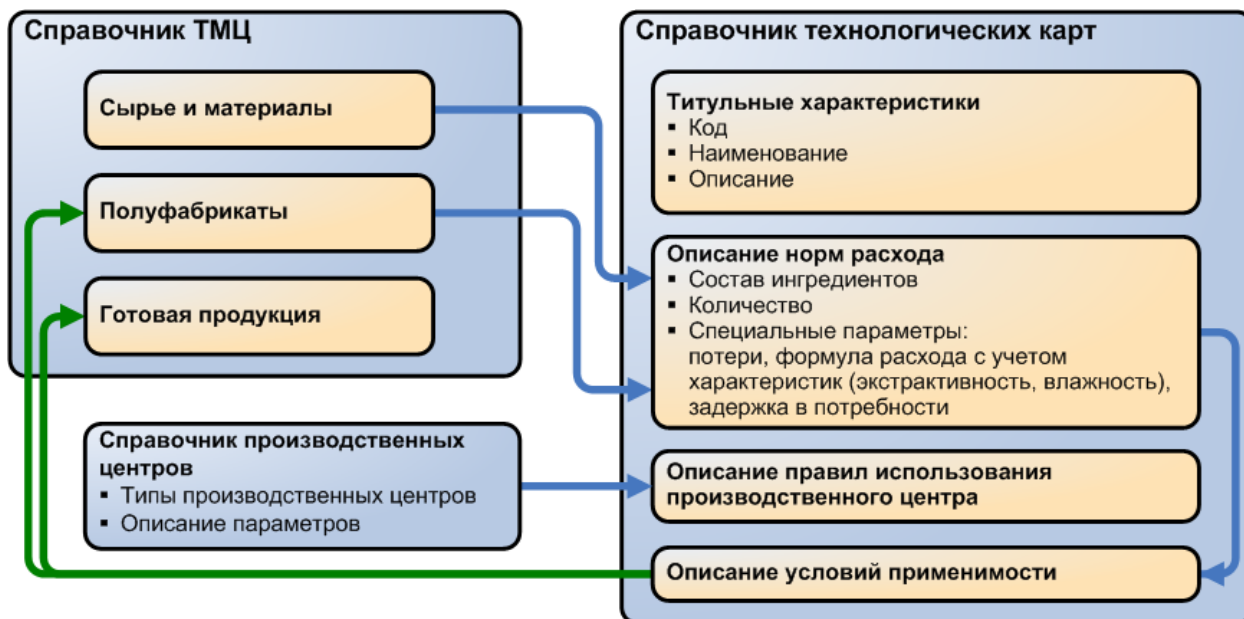 Справочник ТМЦ
Сырье и материалы
Полуфабрикаты
Готовая продукция
Справочник производственных
центров
▪ Типы производственных центров
▪ Описание параметров
Справочник технологических карт
Титульные характеристики
▪ Код
▪ Наименование
▪ Описание
Описание норм расхода
▪ Состав ингредиентов
▪ Количество
▪ Специальные параметры:
потери, формула расхода с учетом
характеристик (экстрактивность, влажность),
задержка в потребности
Описание правил использования
производственного центра
Описание условий применимости